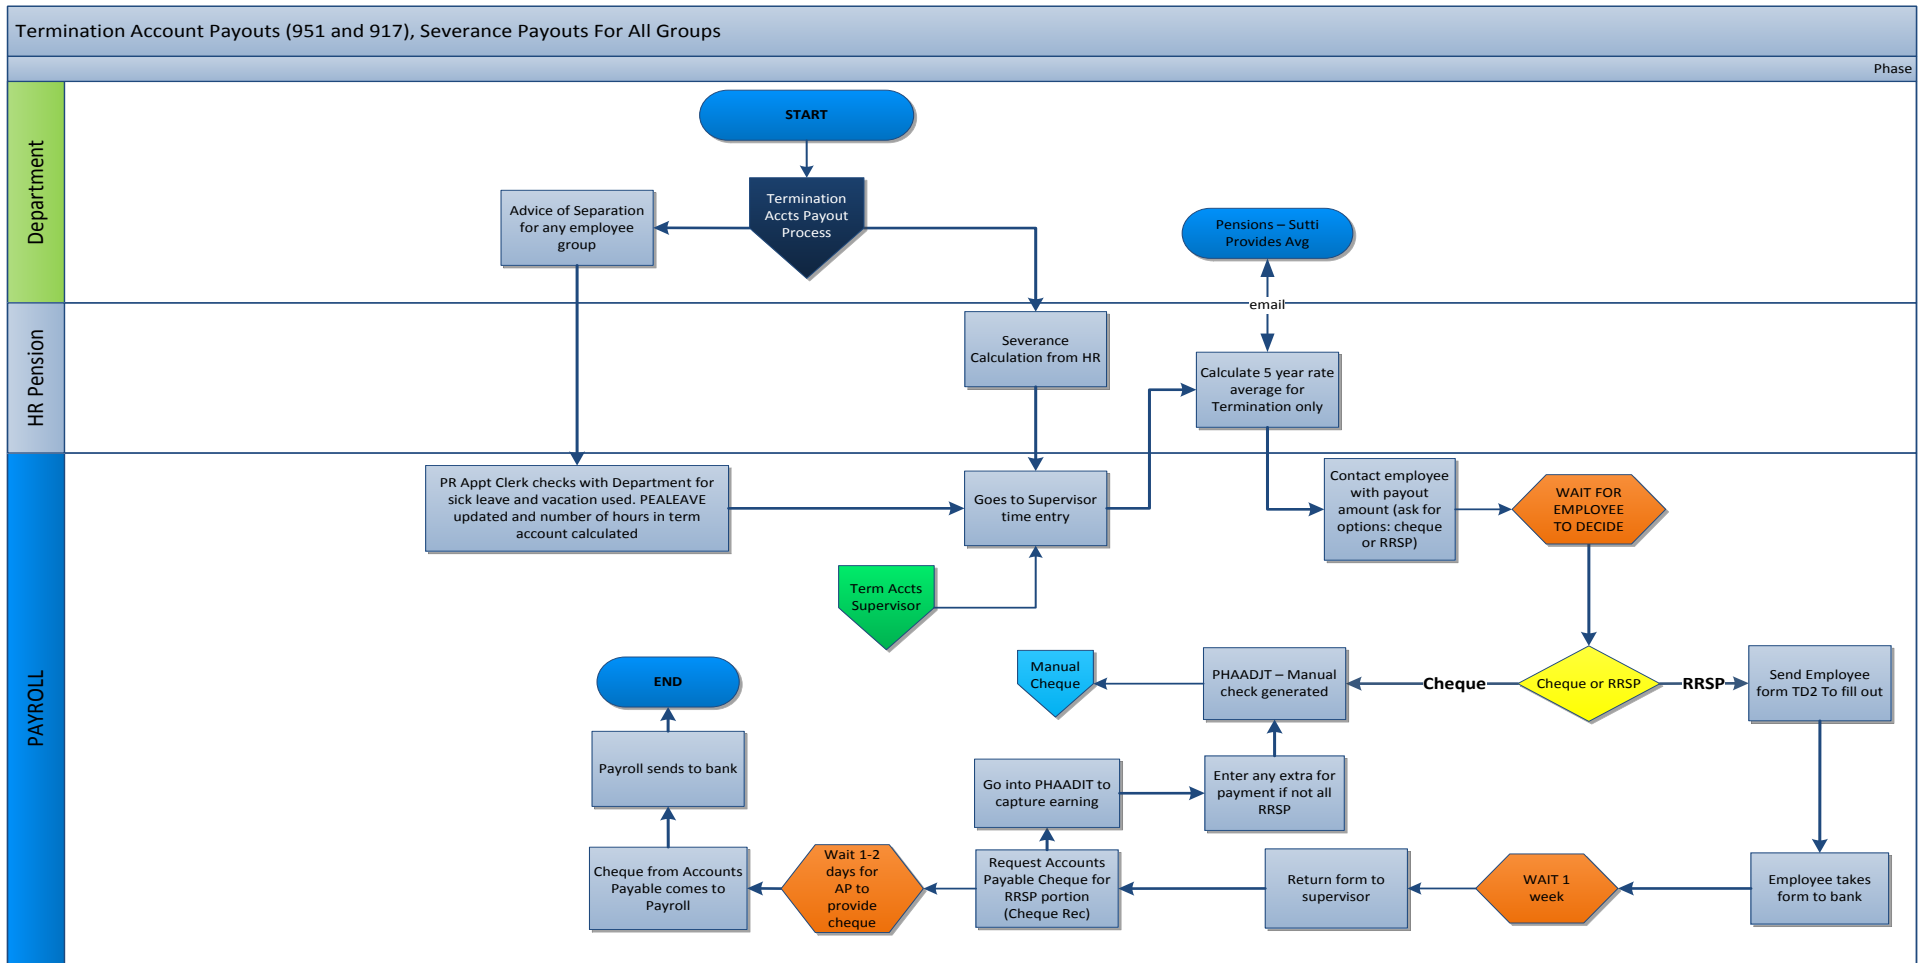 Termination Account Payouts (951 and 917), Severance Payouts For All Groups
Phase
Department
START
Termination
Accts Payout
Process
Advice of Separation
for any employee
group
Pensions – Sutti
Provides Avg
email
HR Pension
Severance
Calculation from HR
Calculate 5 year rate
average for
Termination only
PAYROLL
PR Appt Clerk checks with Department for
sick leave and vacation used. PEALEAVE
updated and number of hours in term
account calculated
Goes to Supervisor
time entry
Contact employee
with payout
amount (ask for
options: cheque
or RRSP)
WAIT FOR
EMPLOYEE
TO DECIDE
Term Accts
Supervisor
END
Manual
Cheque
PHAADJT – Manual
check generated
Cheque
Cheque or RRSP
RRSP
Send Employee
form TD2 To fill out
Payroll sends to bank
Go into PHAADIT to
capture earning
Enter any extra for
payment if not all
RRSP
Cheque from Accounts
Payable comes to
Payroll
Wait 1-2
days for
AP to
provide
cheque
Request Accounts
Payable Cheque for
RRSP portion
(Cheque Rec)
Return form to
supervisor
WAIT 1
week
Employee takes
form to bank